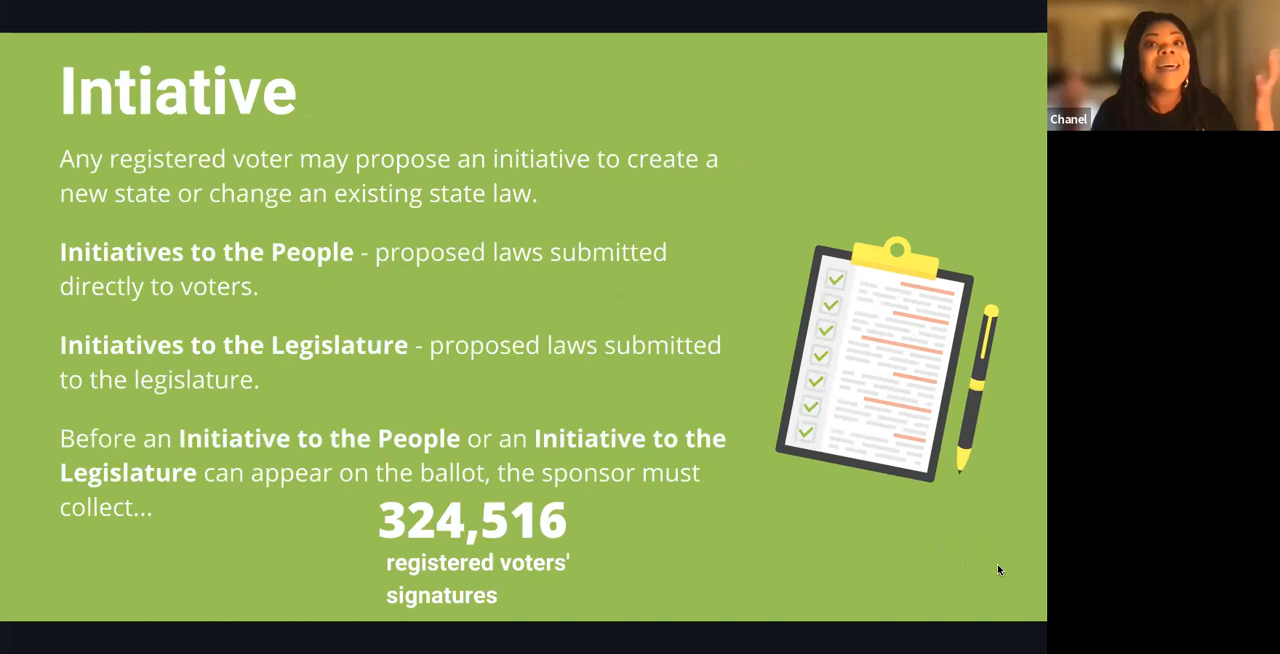 Intiative
Any registered voter may propose an initiative to create a
new state or change an existing state law.
Initiatives to the People - proposed laws submitted
directly to voters.
Initiatives to the Legislature - proposed laws submitted
to the legislature.
Before an Initiative to the People or an Initiative to the
Legislature can appear on the ballot, the sponsor must
collect...
324,516
registered voters'
signatures
Chanel